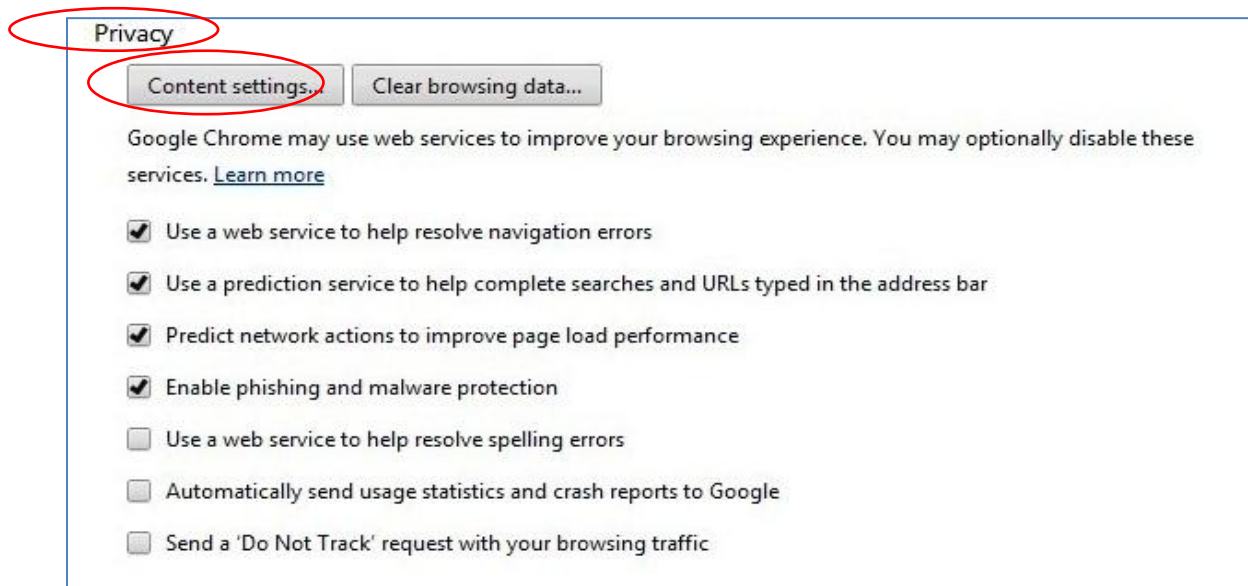 Privacy
Content settings... Clear browsing data...
Google Chrome may use web services to improve your browsing experience. You may optionally disable these
services. Learn more
Use a web service to help resolve navigation errors
Use a prediction service to help complete searches and URLs typed in the address bar
Predict network actions to improve page load performance
Enable phishing and malware protection
Use a web service to help resolve spelling errors
Automatically send usage statistics and crash reports to Google
Send a 'Do Not Track' request with your browsing traffic